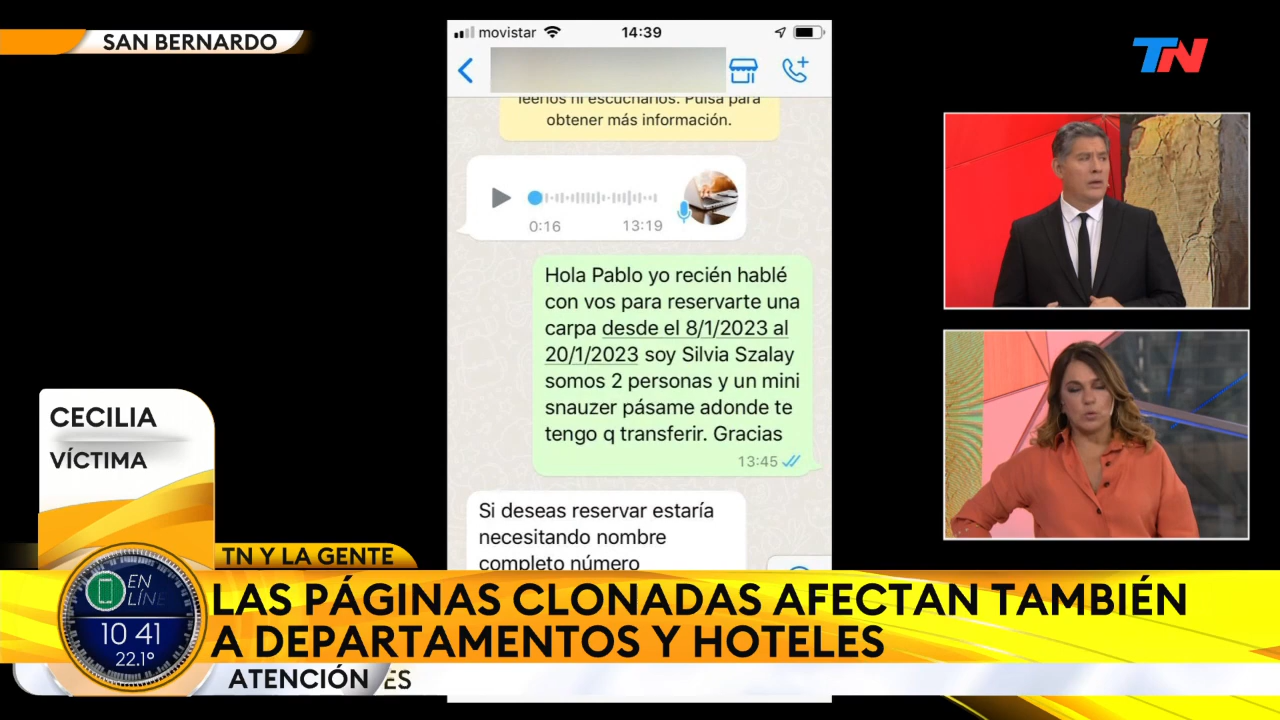 SAN BERNARDO
movistar
14:39
TN
leerlos ni escucharlos. Pulsa para
obtener más información.
0:16
13:19
Hola Pablo yo recién hablé
con vos para reservarte una
carpa desde el 8/1/2023 al
20/1/2023 soy Silvia Szalay
somos 2 personas y un mini
snauzer pásame adonde te
tengo q transferir. Gracias
13:45
Si deseas reservar estaría
necesitando nombre
completo número
CECILIA
VÍCTIMA
TN Y LA GENTE
EN
LÍNE
10 41
22.1°
LAS PÁGINAS CLONADAS AFECTAN TAMBIÉN
A DEPARTAMENTOS Y HOTELES
ATENCIÓN ES